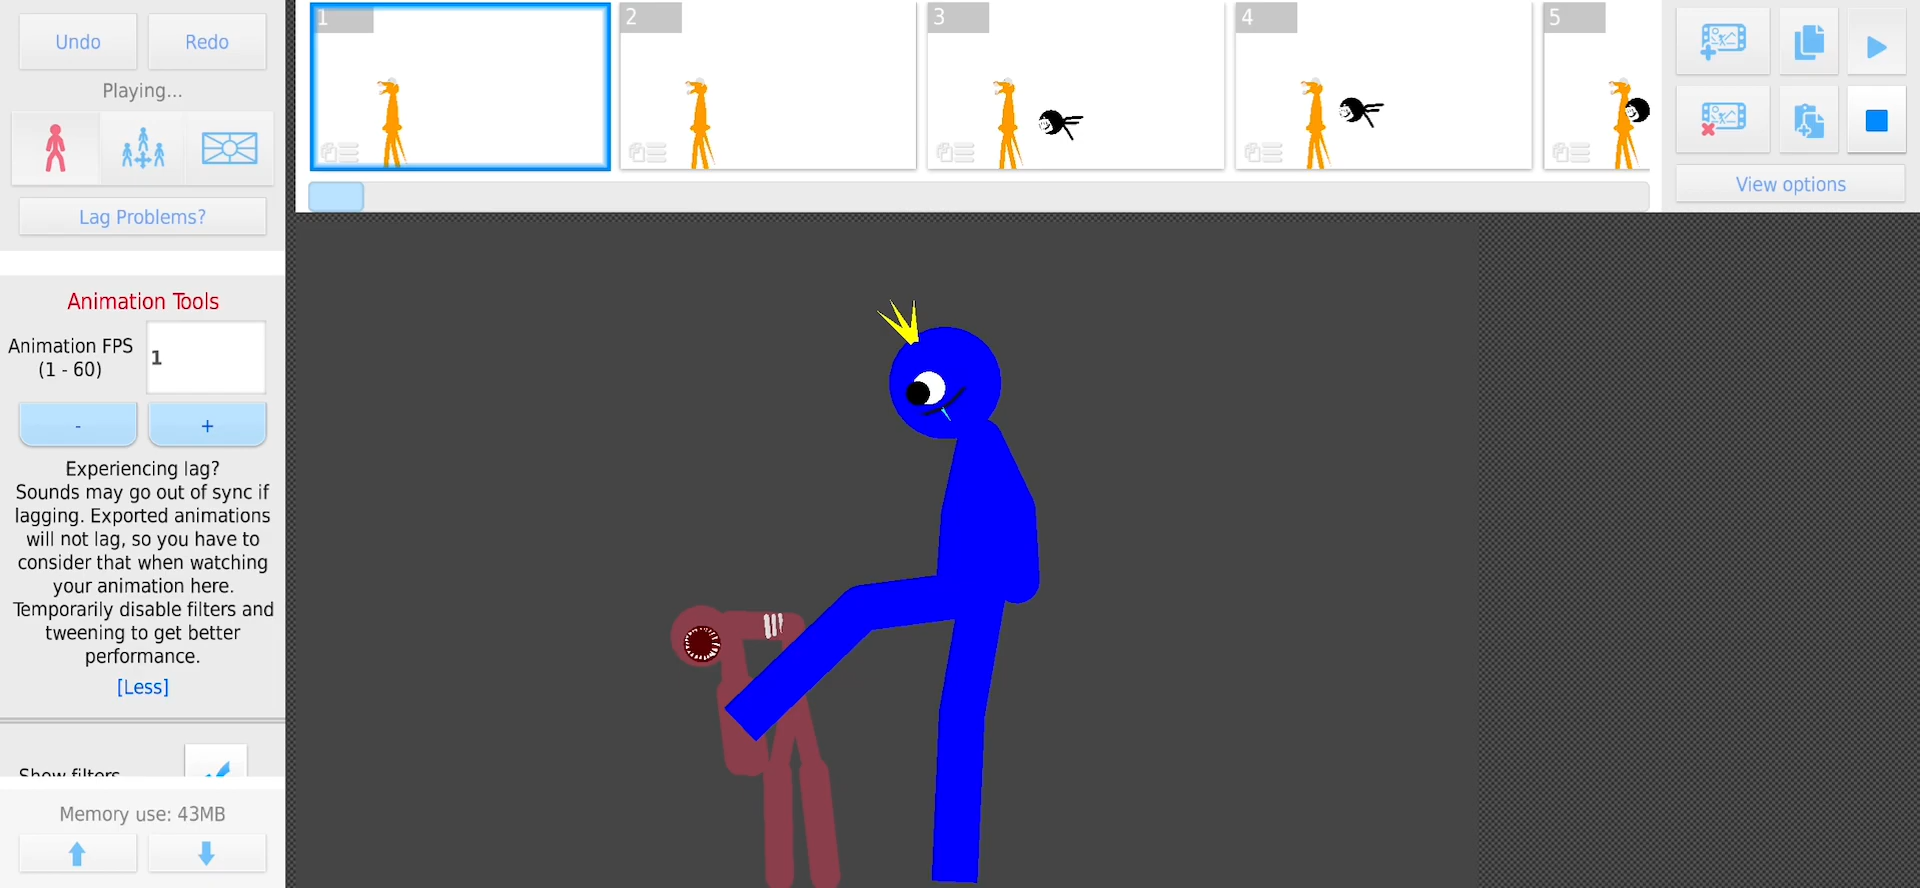 Undo
Redo
Playing...
Lag Problems?
1
2
3
4
5
View options
Animation Tools
Animation FPS
(1 - 60)
1
-
+
Experiencing lag?
Sounds may go out of sync if
lagging. Exported animations
will not lag, so you have to
consider that when watching
your animation here.
Temporarily disable filters and
tweening to get better
performance.
[Less]
Show filters
Memory use: 43MB